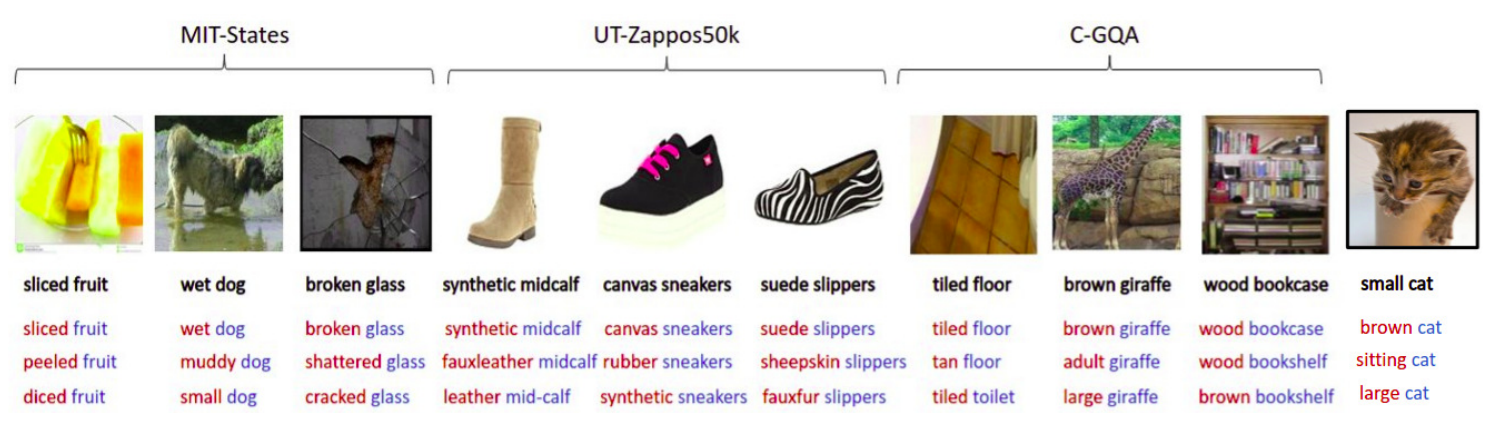 MIT-States UT-Zappos50k C-GQA
sliced fruit wet dog broken glass synthetic midcalf canvas sneakers suede slippers tiled floor brown giraffe wood bookcase small cat
sliced fruit wet dog broken glass synthetic midcalf canvas sneakers suede slippers tiled floor brown giraffe wood bookcase brown cat
peeled fruit muddy dog shattered glass fauxleather midcalf rubber sneakers sheepskin slippers tan floor adult giraffe wood bookshelf sitting cat
diced fruit small dog cracked glass leather mid-calf synthetic sneakers fauxfur slippers tiled toilet large giraffe brown bookshelf large cat